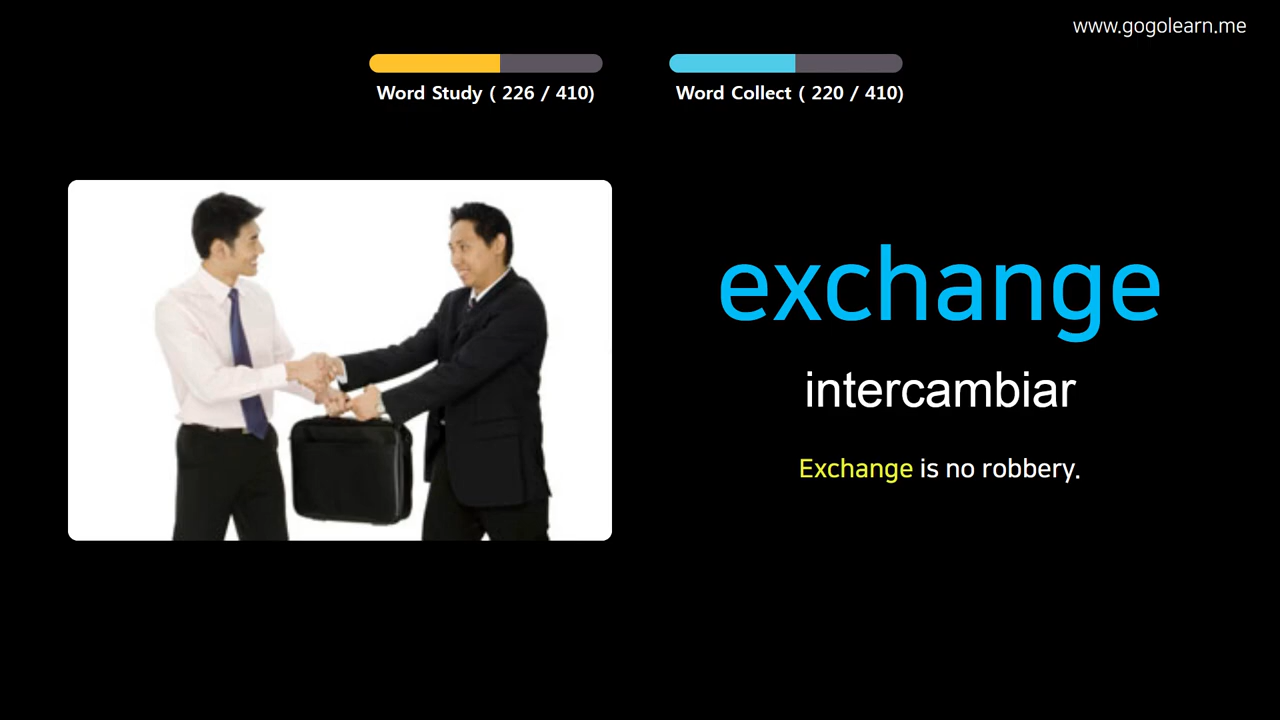 www.gogolearn.me
Word Study ( 226 / 410)
Word Collect ( 220 / 410)
exchange
intercambiar
Exchange is no robbery.